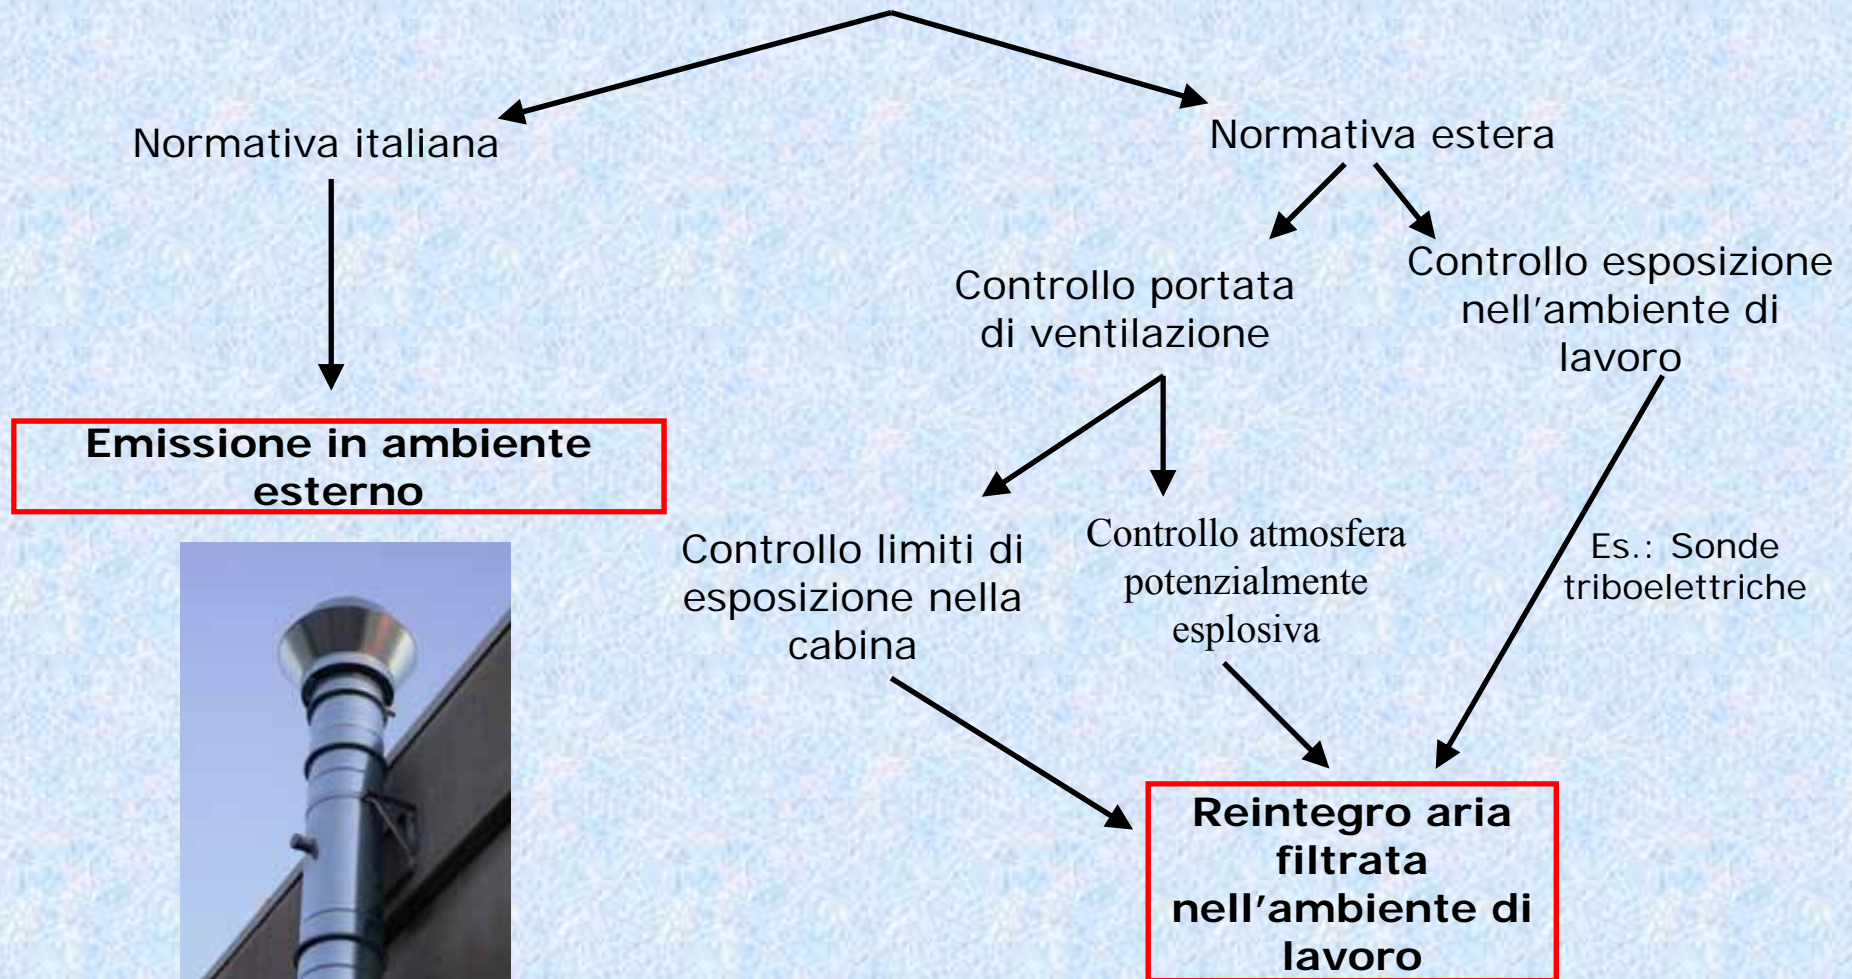 Normativa italiana
Normativa estera
Controllo portata
di ventilazione
Controllo esposizione
nell'ambiente di
lavoro
Emissione in ambiente
esterno
Controllo limiti di
esposizione nella
cabina
Controllo atmosfera
potenzialmente
esplosiva
Es.: Sonde
triboelettriche
Reintegro aria
filtrata
nell'ambiente di
lavoro